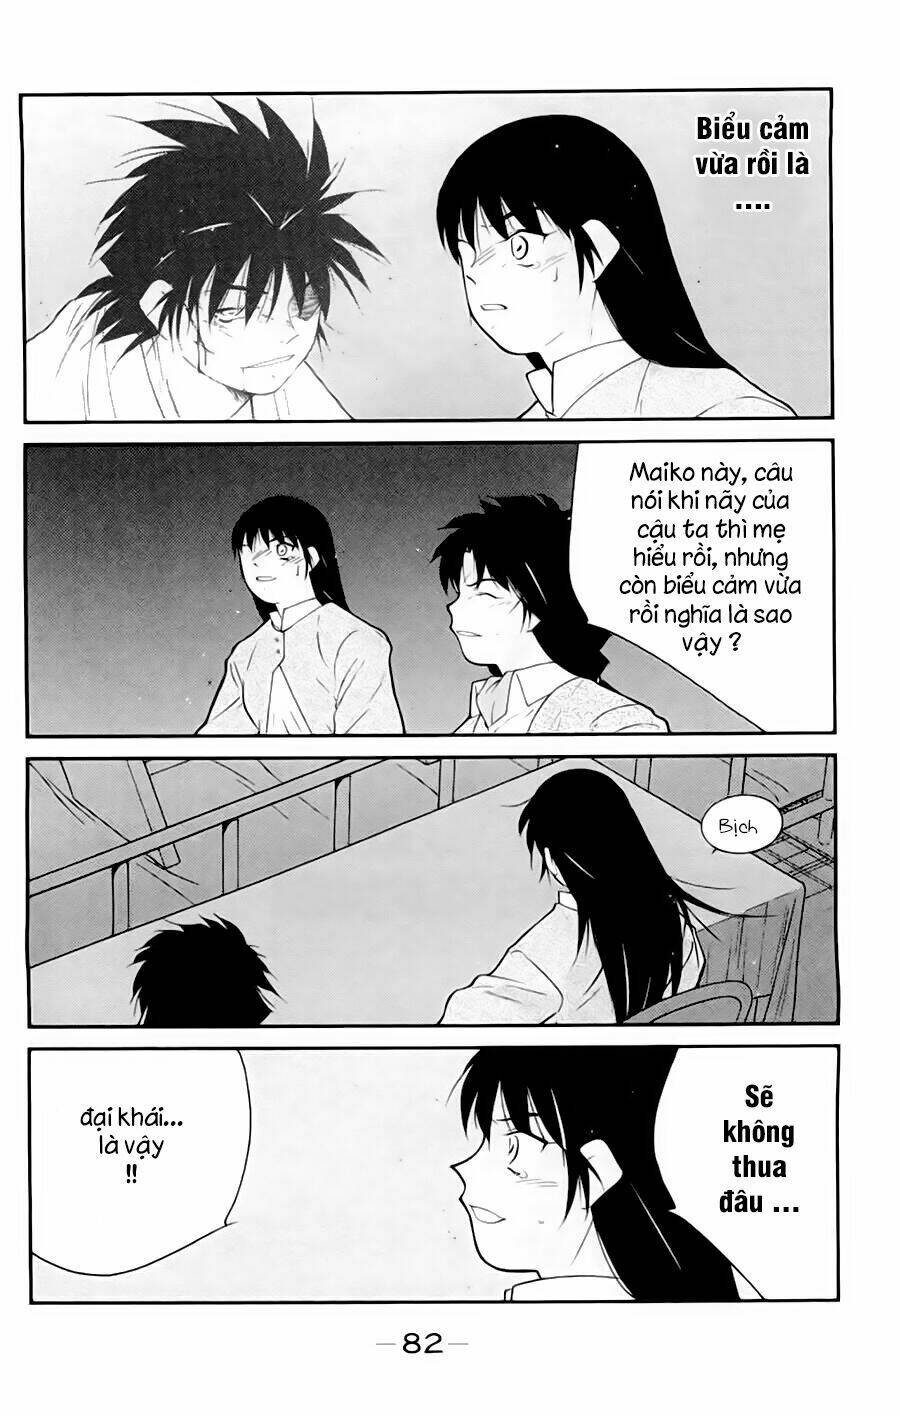 Biểu cảm
vừa rồi là
....
Maiko này, câu
nói khi nãy của
cậu ta thì mẹ
hiểu rồi, nhưng
còn biểu cảm vừa
rồi nghĩa là sao
vậy ?
Bịch
Sẽ
không
thua
đâu ...
đại khái...
là vậy
!!
82